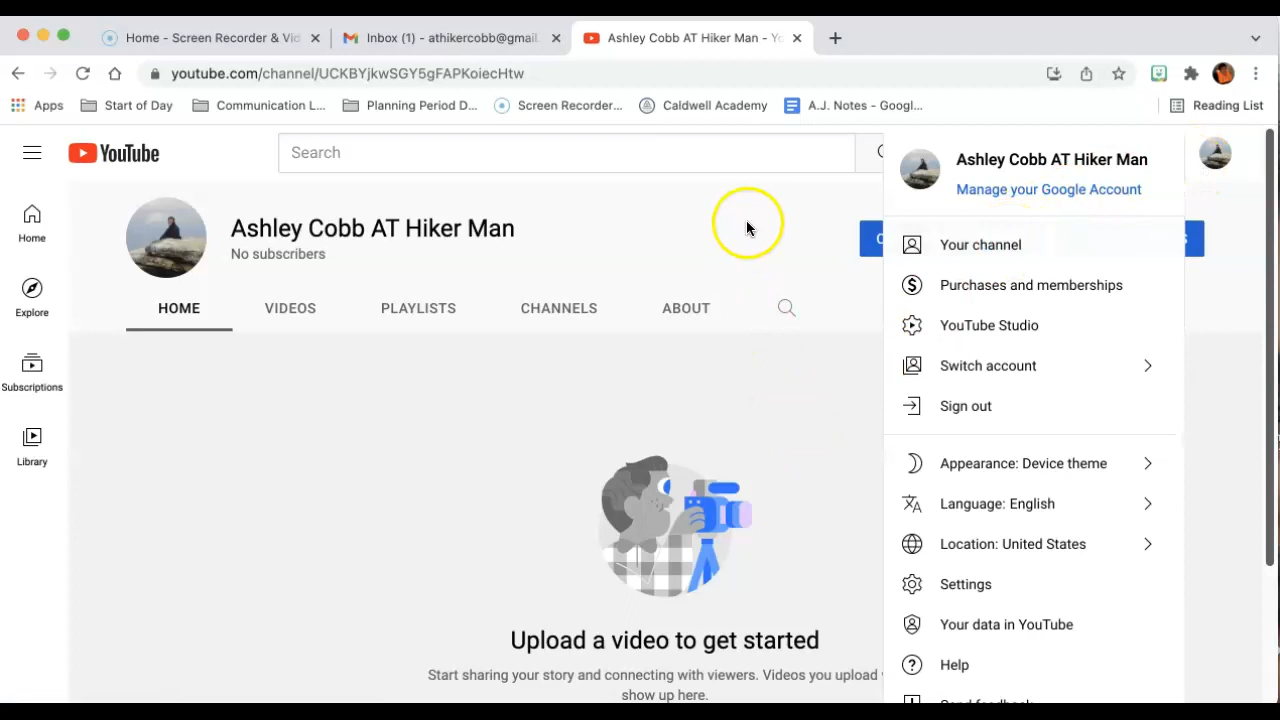 Home - Screen Recorder & Vid
Inbox (1) - athikercobb@gmail.
Ashley Cobb AT Hiker Man - Yo
youtube.com/channel/UCKBYjkwSGY5gFAPKoiecHtw
Apps
Start of Day
Communication L...
Planning Period D...
Screen Recorder...
Caldwell Academy
A.J. Notes - Googl...
Reading List
YouTube
Search
Ashley Cobb AT Hiker Man
Manage your Google Account
Home
Explore
Subscriptions
Library
Ashley Cobb AT Hiker Man
No subscribers
HOME
VIDEOS
PLAYLISTS
CHANNELS
ABOUT
Upload a video to get started
Start sharing your story and connecting with viewers. Videos you upload
show up here.
Your channel
Purchases and memberships
YouTube Studio
Switch account
Sign out
Appearance: Device theme
Language: English
Location: United States
Settings
Your data in YouTube
Help
Send feedback